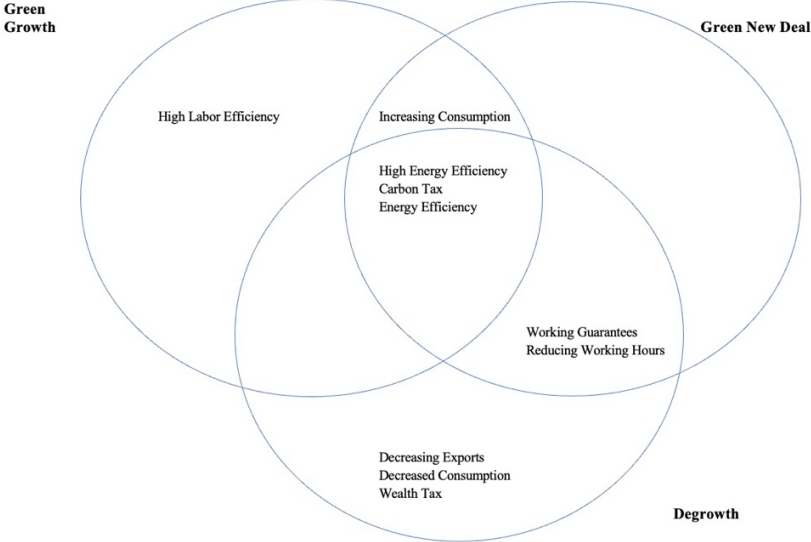 Green
Growth
Green New Deal
High Labor Efficiency
Increasing Consumption
High Energy Efficiency
Carbon Tax
Energy Efficiency
Working Guarantees
Reducing Working Hours
Decreasing Exports
Decreased Consumption
Wealth Tax
Degrowth